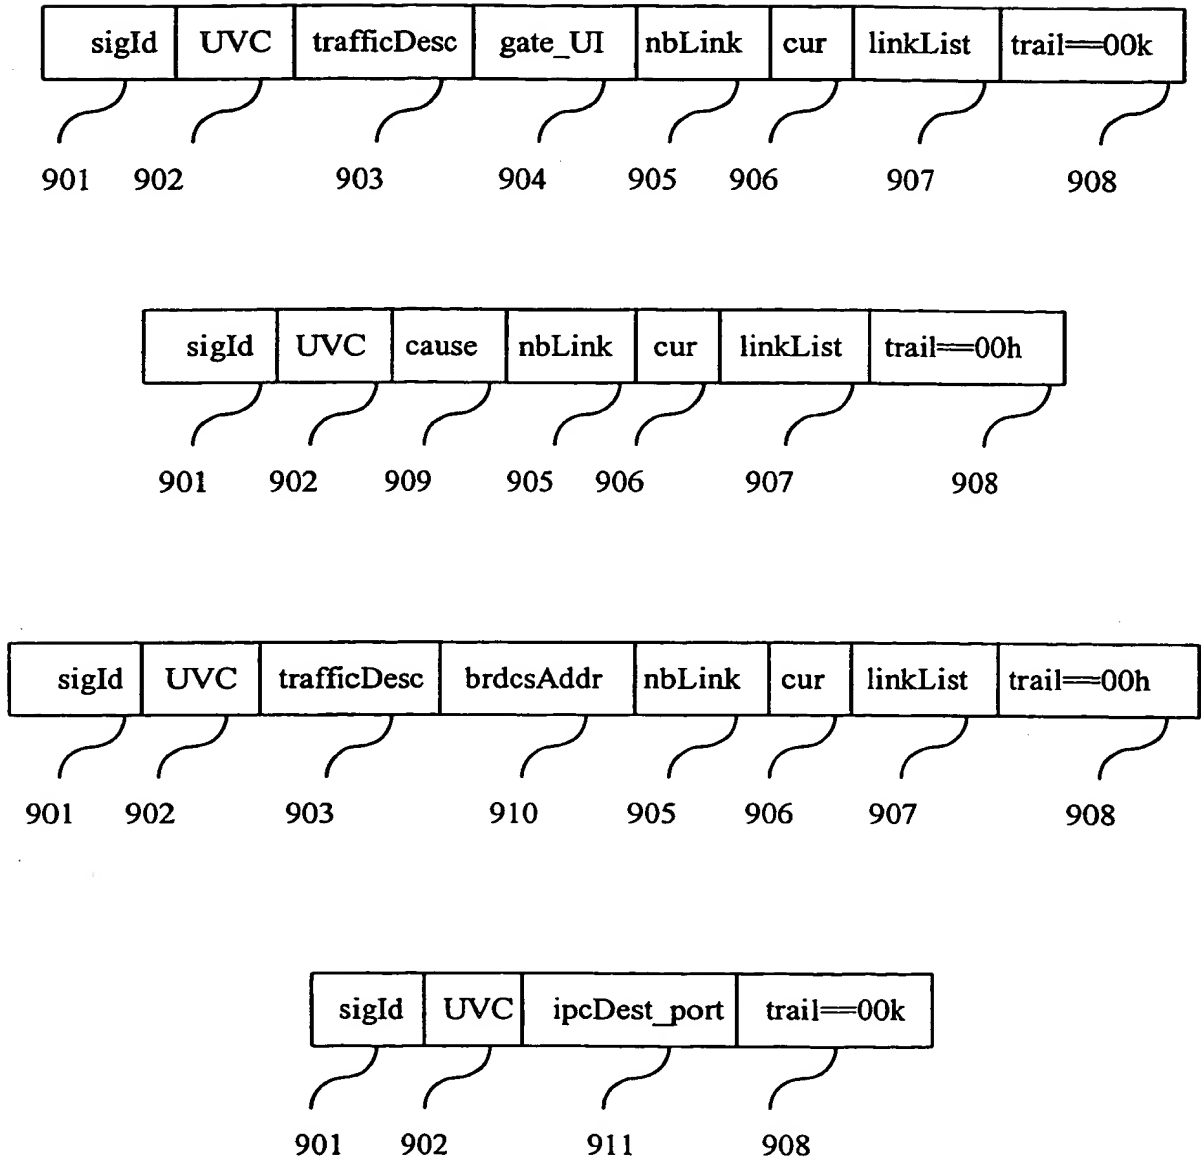 sigId UVC trafficDesc gate_UI nbLink cur linkList trail==00k
901 902 903 904 905 906 907 908
sigId UVC cause nbLink cur linkList trail==00h
901 902 909 905 906 907 908
sigId UVC trafficDesc brdcsAddr nbLink cur linkList trail==00h
901 902 903 910 905 906 907 908
sigId UVC ipcDest_port trail==00k
901 902 911 908